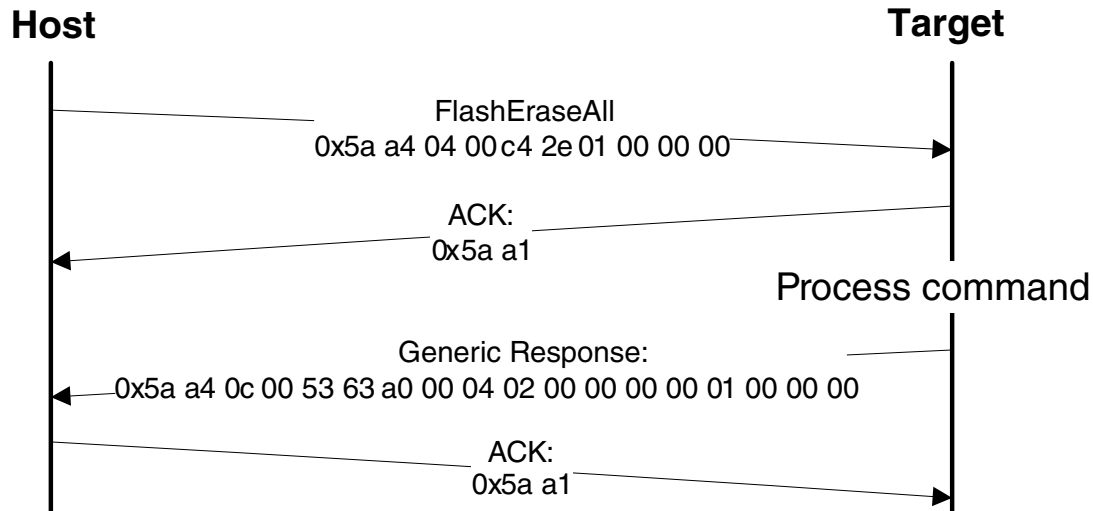 Host
Target
FlashEraseAll
0x5a a4 04 00 c4 2e 01 00 00 00
ACK:
0x5a a1
Process command
Generic Response:
0x5a a4 0c 00 53 63 a0 00 04 02 00 00 00 00 01 00 00 00
ACK:
0x5a a1